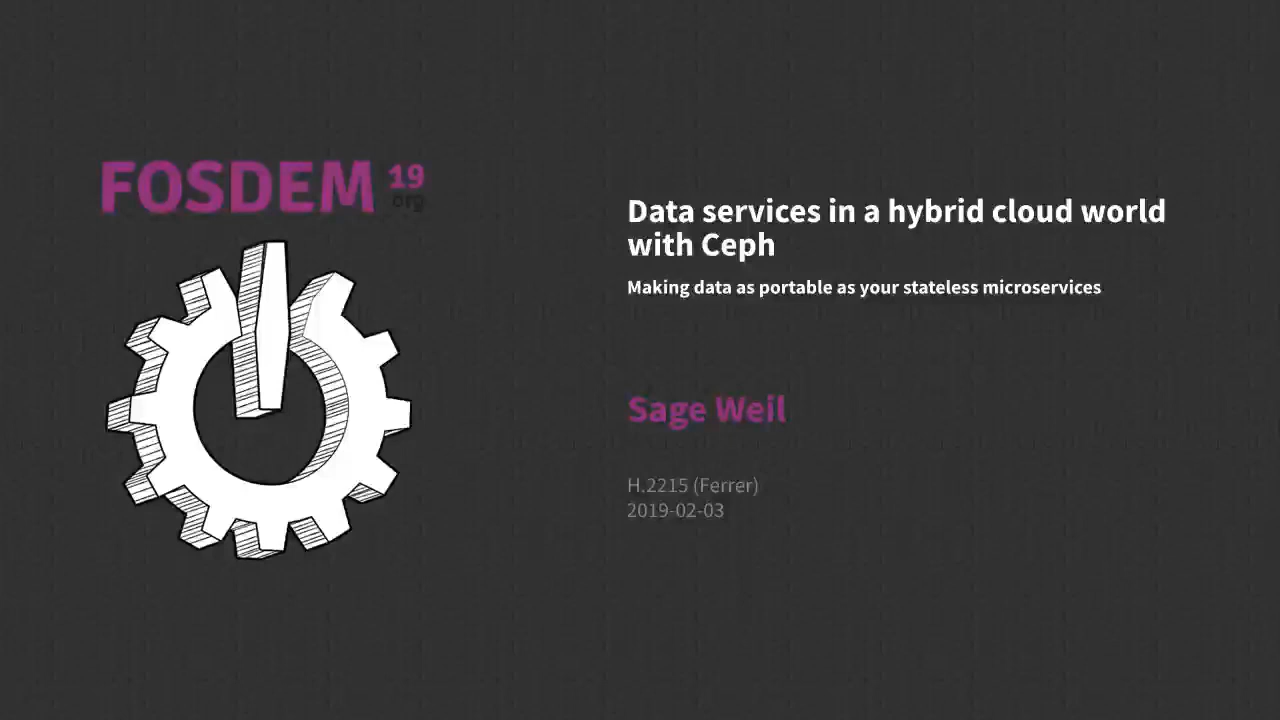 FOSDEM 19
org
Data services in a hybrid cloud world
with Ceph
Making data as portable as your stateless microservices
Sage Weil
H.2215 (Ferrer)
2019-02-03